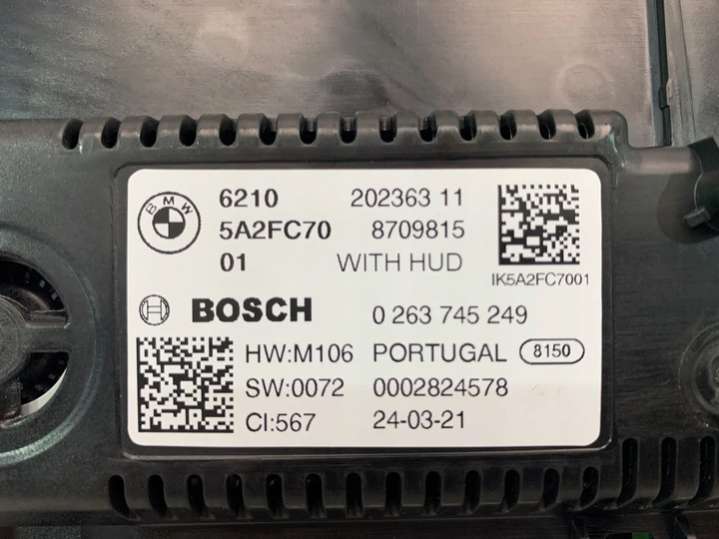 BMW
6210 202363 11
5A2FC70 8709815
01 WITH HUD
IK5A2FC7001
BOSCH 0 263 745 249
HW:M106 PORTUGAL 8150
SW:0072 0002824578
CI:567 24-03-21